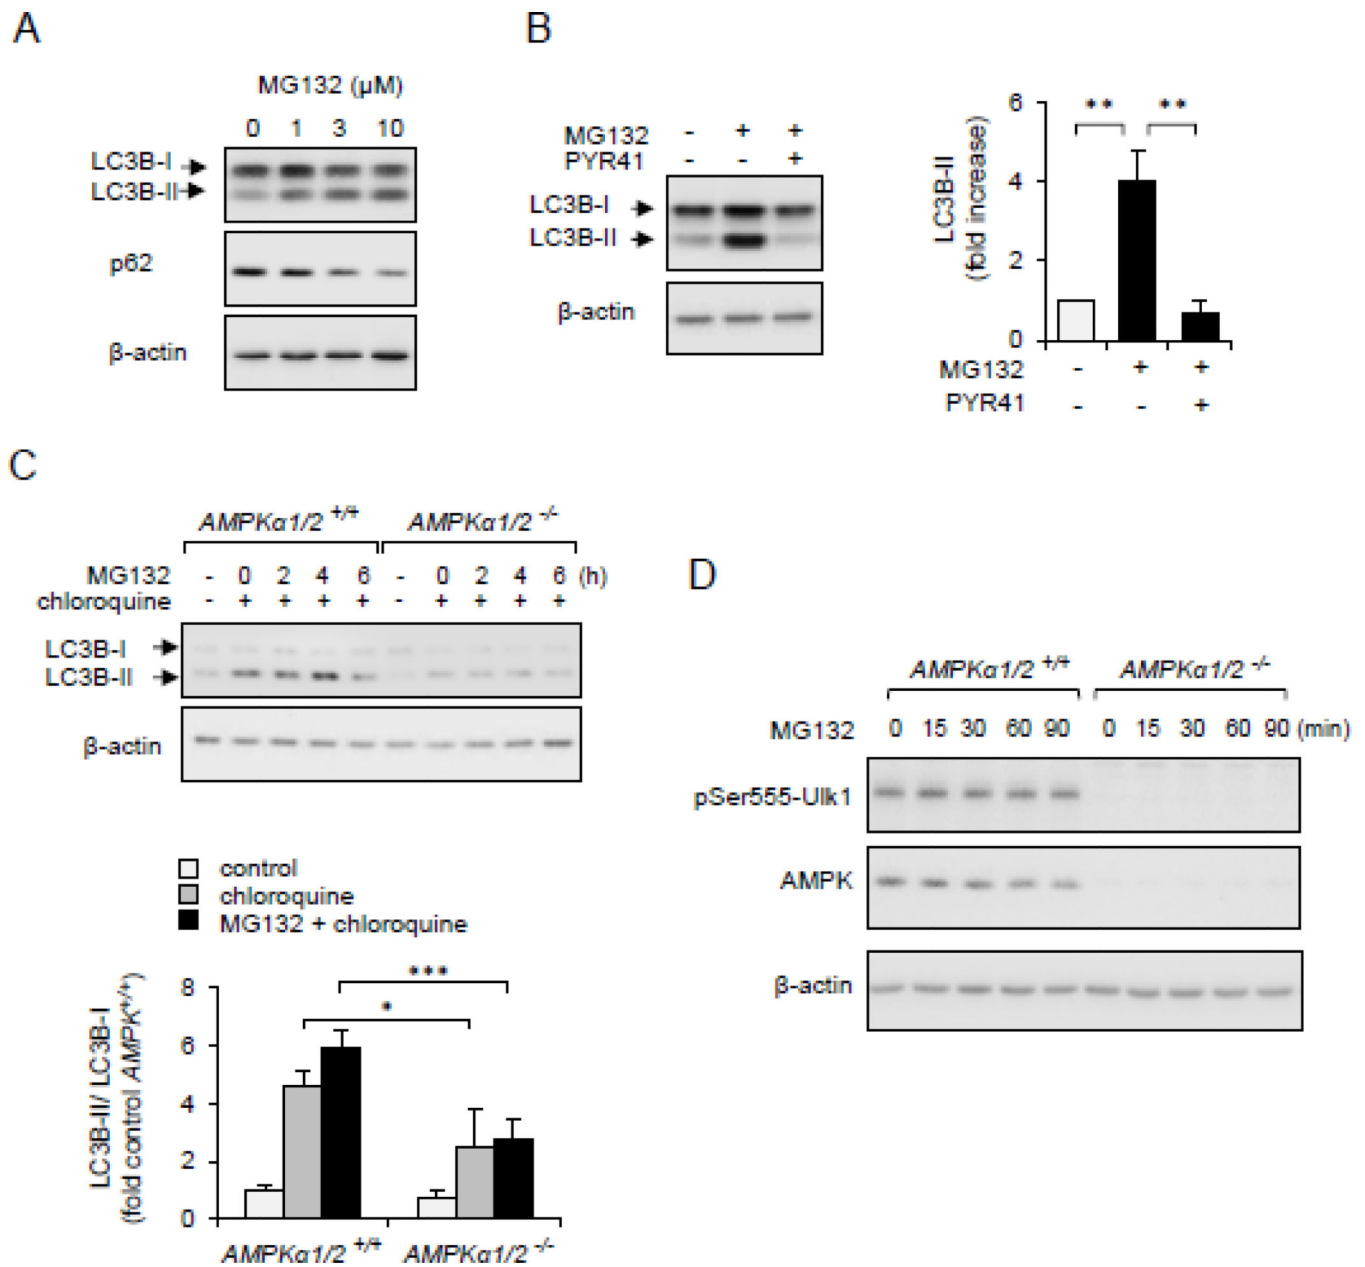 A
MG132 (μM)
0 1 3 10
LC3B-I
LC3B-II
p62
β-actin
B
MG132 - + +
PYR41 - - +
LC3B-I
LC3B-II
β-actin
** **
6
4
2
0
LC3B-II
(fold increase)
MG132 - + +
PYR41 - - +
C
AMPKα1/2 +/+ AMPKα1/2 -/-
MG132 - 0 2 4 6 - 0 2 4 6 (h)
chloroquine - + + + + - + + + +
LC3B-I
LC3B-II
β-actin
control
chloroquine
MG132 + chloroquine
***
*
8
6
4
2
0
LC3B-II/ LC3B-I
(fold control AMPK+/+)
AMPKα1/2 +/+ AMPKα1/2 -/-
D
AMPKα1/2 +/+ AMPKα1/2 -/-
MG132 0 15 30 60 90 0 15 30 60 90 (min)
pSer555-Ulk1
AMPK
β-actin